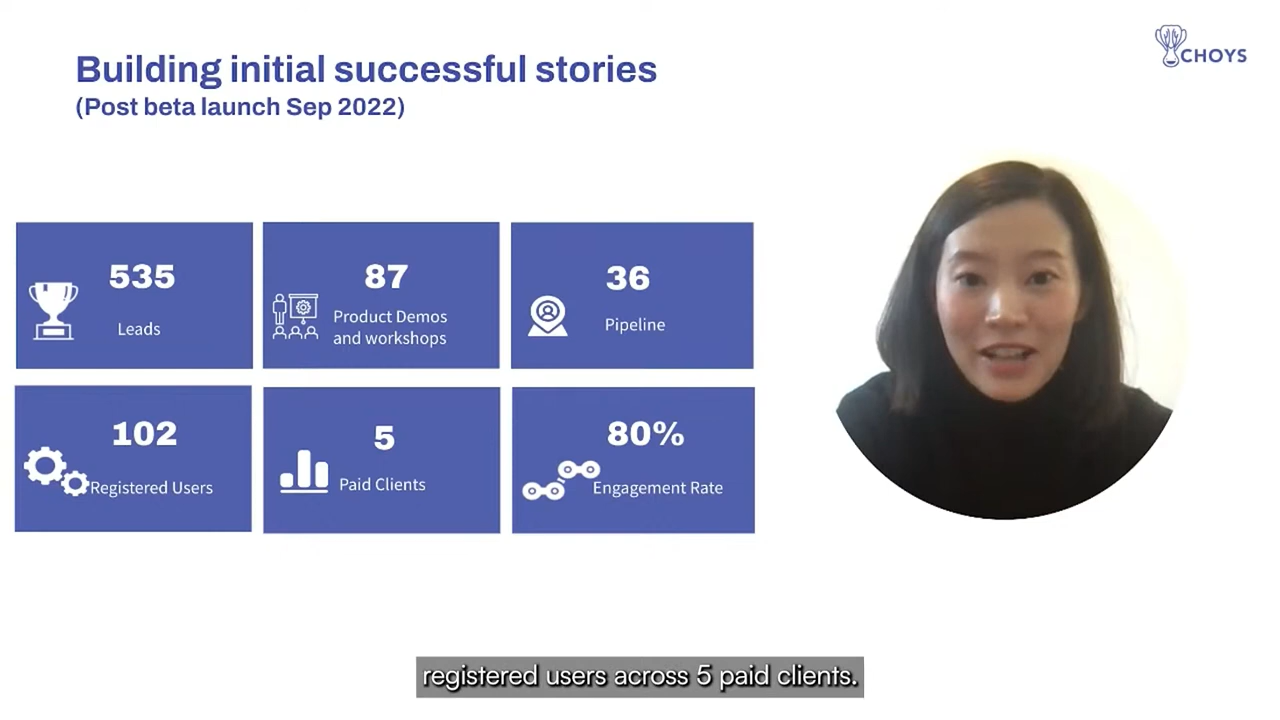 Building initial successful stories
(Post beta launch Sep 2022)
CHOYS
535
Leads
87
Product Demos
and workshops
36
Pipeline
102
Registered Users
5
Paid Clients
80%
Engagement Rate
registered users across 5 paid clients.